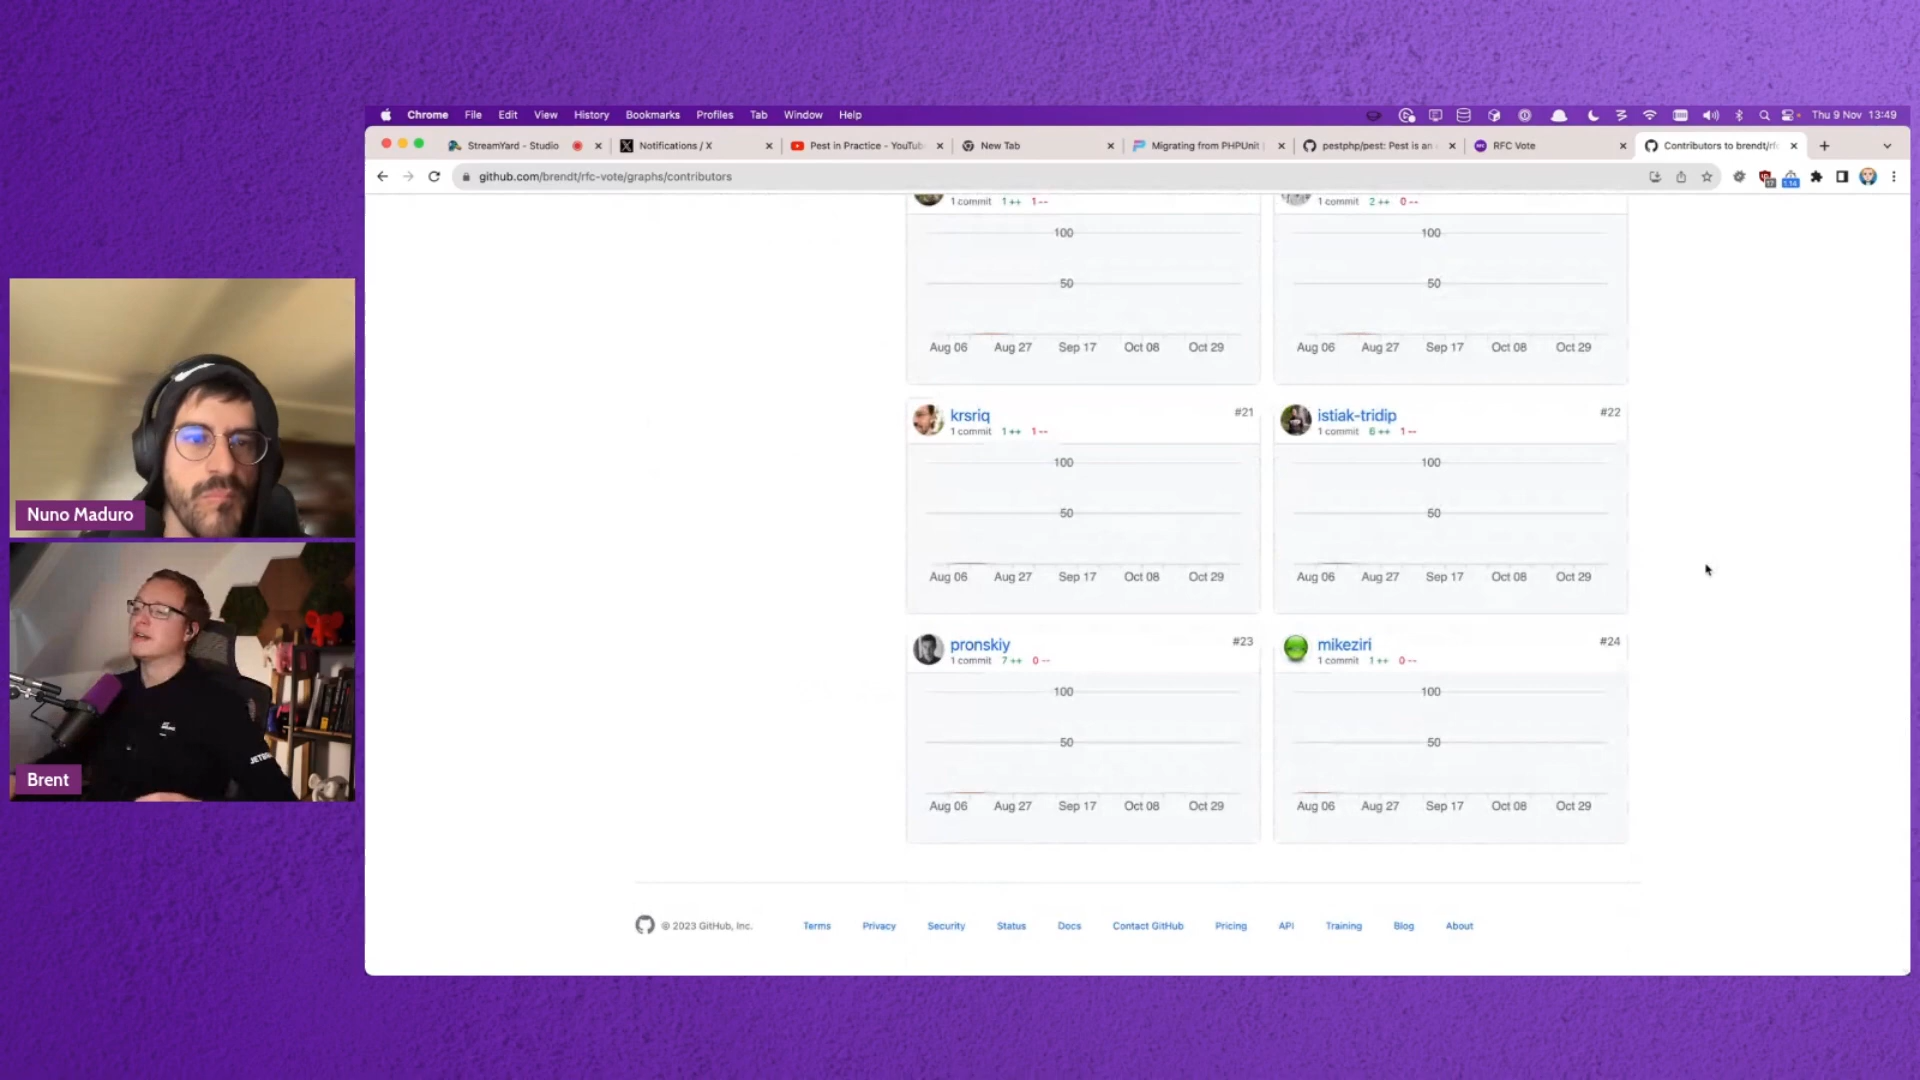 Chrome File Edit View History Bookmarks Profiles Tab Window Help
Thu 9 Nov 13:49
StreamYard - Studio
Notifications / X
Pest in Practice - YouTub
New Tab
Migrating from PHPUnit
pestphp/pest: Pest is an
RFC Vote
Contributors to brendt/rfc
github.com/brendt/rfc-vote/graphs/contributors
1 commit 1 ++ 1 --
100
50
Aug 06 Aug 27 Sep 17 Oct 08 Oct 29
1 commit 2 ++ 0 --
100
50
Aug 06 Aug 27 Sep 17 Oct 08 Oct 29
krsriq #21
1 commit 1 ++ 1 --
100
50
Aug 06 Aug 27 Sep 17 Oct 08 Oct 29
istiak-tridip #22
1 commit 6 ++ 1 --
100
50
Aug 06 Aug 27 Sep 17 Oct 08 Oct 29
pronskiy #23
1 commit 7 ++ 0 --
100
50
Aug 06 Aug 27 Sep 17 Oct 08 Oct 29
mikeziri #24
1 commit 1 ++ 0 --
100
50
Aug 06 Aug 27 Sep 17 Oct 08 Oct 29
© 2023 GitHub, Inc. Terms Privacy Security Status Docs Contact GitHub Pricing API Training Blog About
Nuno Maduro
Brent